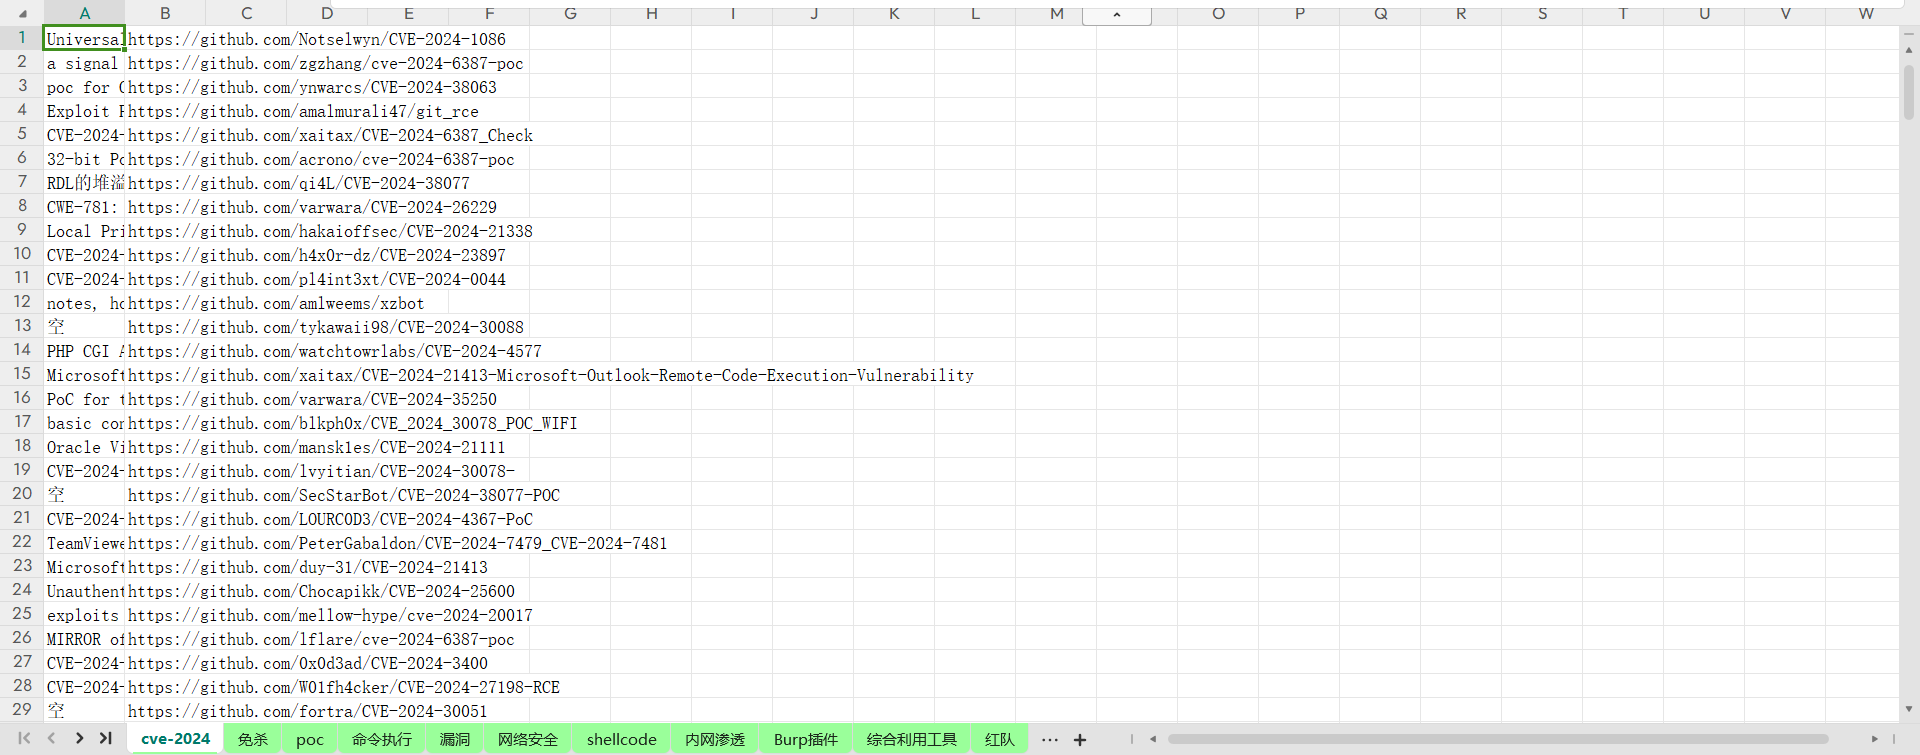 A B C D E F G H I J K L M O P Q R S T U V W
1 Universal https://github.com/Notselwyn/CVE-2024-1086
2 a signal https://github.com/zgzhang/cve-2024-6387-poc
3 poc for https://github.com/ynwarcs/CVE-2024-38063
4 Exploit https://github.com/amalmurali47/git_rce
5 CVE-2024- https://github.com/xaitax/CVE-2024-6387_Check
6 32-bit https://github.com/acrono/cve-2024-6387-poc
7 RDL的堆溢 https://github.com/qi4L/CVE-2024-38077
8 CWE-781: https://github.com/varwara/CVE-2024-26229
9 Local Pri https://github.com/hakaioffsec/CVE-2024-21338
10 CVE-2024- https://github.com/h4x0r-dz/CVE-2024-23897
11 CVE-2024- https://github.com/pl4int3xt/CVE-2024-0044
12 notes, ho https://github.com/amlweems/xzbot
13 空 https://github.com/tykawaii98/CVE-2024-30088
14 PHP CGI A https://github.com/watchtowrlabs/CVE-2024-4577
15 Microsoft https://github.com/xaitax/CVE-2024-21413-Microsoft-Outlook-Remote-Code-Execution-Vulnerability
16 PoC for t https://github.com/varwara/CVE-2024-35250
17 basic con https://github.com/blkph0x/CVE_2024_30078_POC_WIFI
18 Oracle Vi https://github.com/mansk1es/CVE-2024-21111
19 CVE-2024- https://github.com/lvyitian/CVE-2024-30078-
20 空 https://github.com/SecStarBot/CVE-2024-38077-POC
21 CVE-2024- https://github.com/LOURC0D3/CVE-2024-4367-PoC
22 TeamViewe https://github.com/PeterGabaldon/CVE-2024-7479_CVE-2024-7481
23 Microsoft https://github.com/duy-31/CVE-2024-21413
24 Unauthent https://github.com/Chocapikk/CVE-2024-25600
25 exploits https://github.com/mellow-hype/cve-2024-20017
26 MIRROR of https://github.com/lflare/cve-2024-6387-poc
27 CVE-2024- https://github.com/0x0d3ad/CVE-2024-3400
28 CVE-2024- https://github.com/W01fh4cker/CVE-2024-27198-RCE
29 空 https://github.com/fortra/CVE-2024-30051
cve-2024 免杀 poc 命令执行 漏洞 网络安全 shellcode 内网渗透 Burp插件 综合利用工具 红队 ··· +